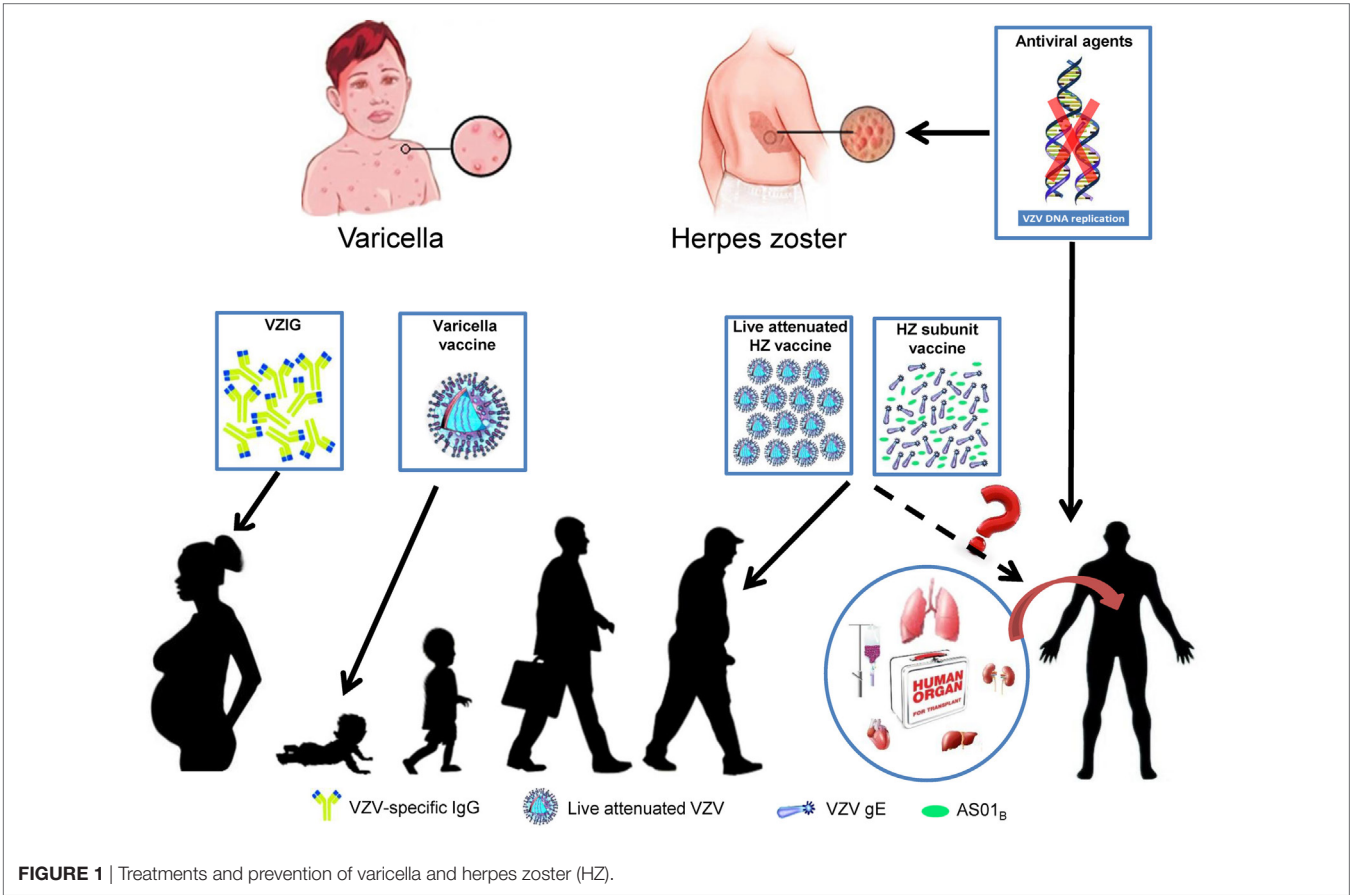 Antiviral agents
VZV DNA replication
Varicella
Herpes zoster
VZIG
Varicella
vaccine
Live attenuated
HZ vaccine
HZ subunit
vaccine
?
HUMAN
ORGAN
FOR TRANSPLANT
VZV-specific IgG
Live attenuated VZV
VZV gE
AS01B
FIGURE 1 | Treatments and prevention of varicella and herpes zoster (HZ).